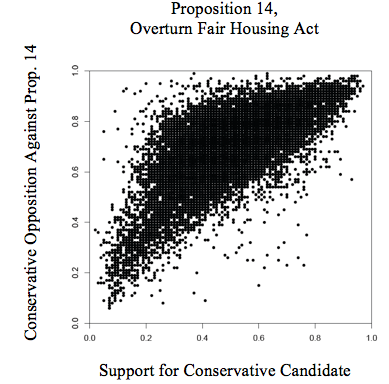 Proposition 14,
Overturn Fair Housing Act
Conservative Opposition Against Prop. 14
1.0
0.8
0.6
0.4
0.2
0.0
0.0 0.2 0.4 0.6 0.8 1.0
Support for Conservative Candidate